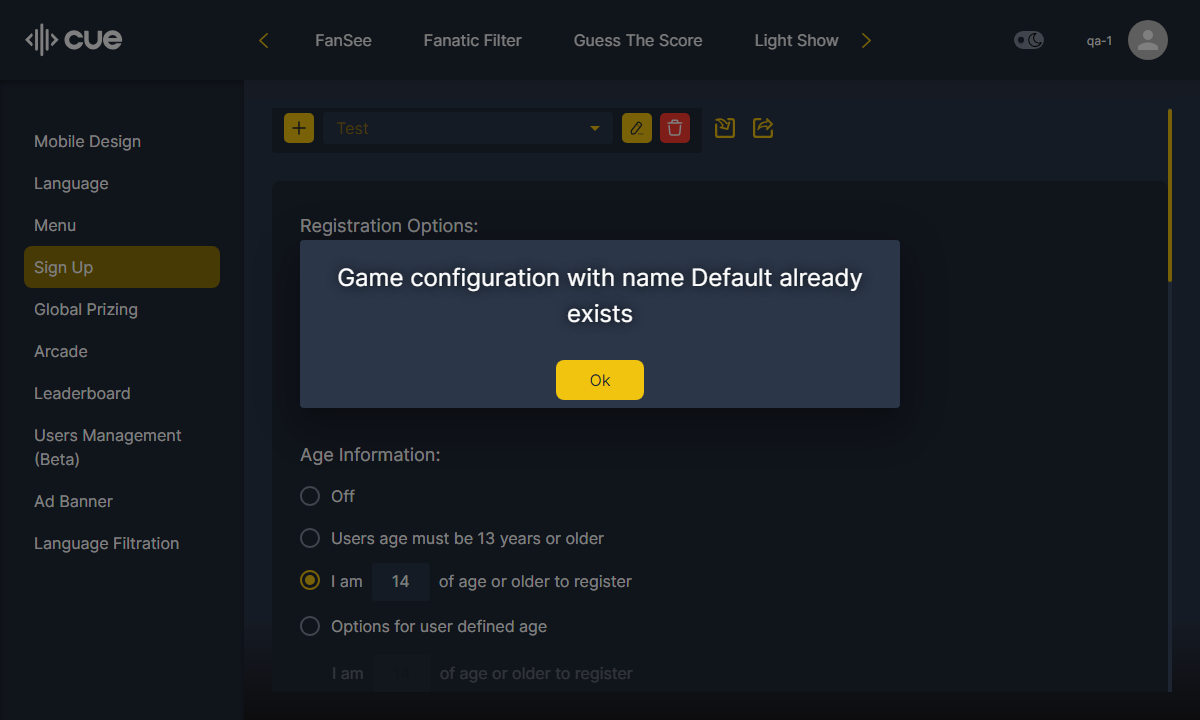 cue
FanSee
Fanatic Filter
Guess The Score
Light Show
qa-1
Mobile Design
Language
Menu
Sign Up
Global Prizing
Arcade
Leaderboard
Users Management
(Beta)
Ad Banner
Language Filtration
Test
Registration Options:
Game configuration with name Default already
exists
Ok
Age Information:
Off
Users age must be 13 years or older
I am 14 of age or older to register
Options for user defined age
I am 14 of age or older to register